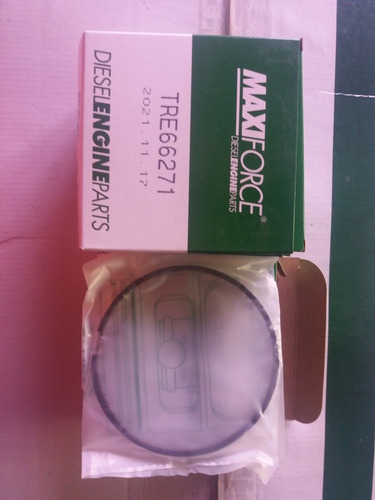 MAXIFORCE®
DIESELENGINEPARTS
TRE66271
2021.11.17
DIESELENGINEPARTS